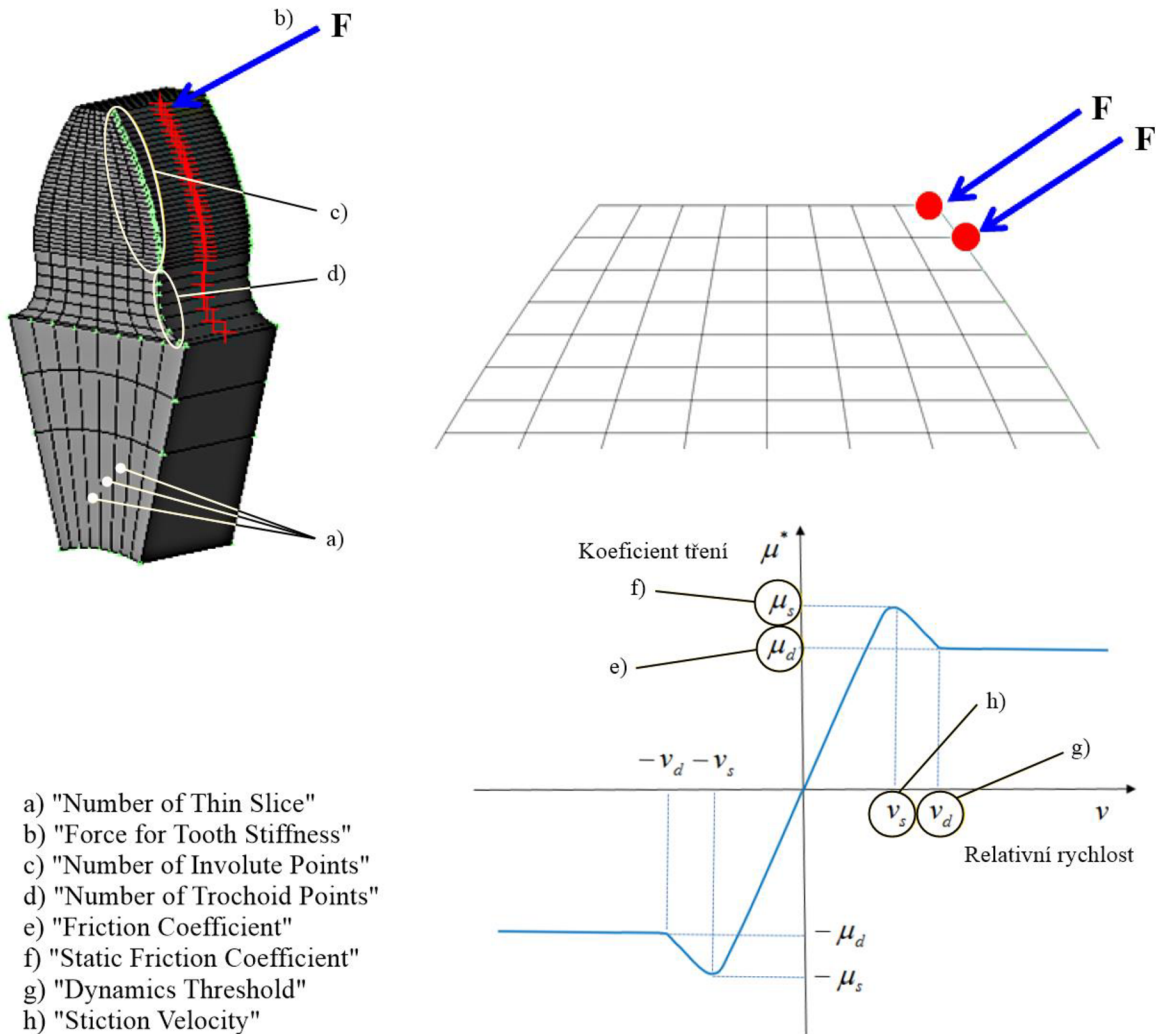 b)
F
c)
d)
a)
F
F
Koeficient tření
μ*
f)
μs
e)
μd
h)
g)
−vd −vs
vs vd
v
Relativní rychlost
−μd
−μs
a) "Number of Thin Slice"
b) "Force for Tooth Stiffness"
c) "Number of Involute Points"
d) "Number of Trochoid Points"
e) "Friction Coefficient"
f) "Static Friction Coefficient"
g) "Dynamics Threshold"
h) "Stiction Velocity"